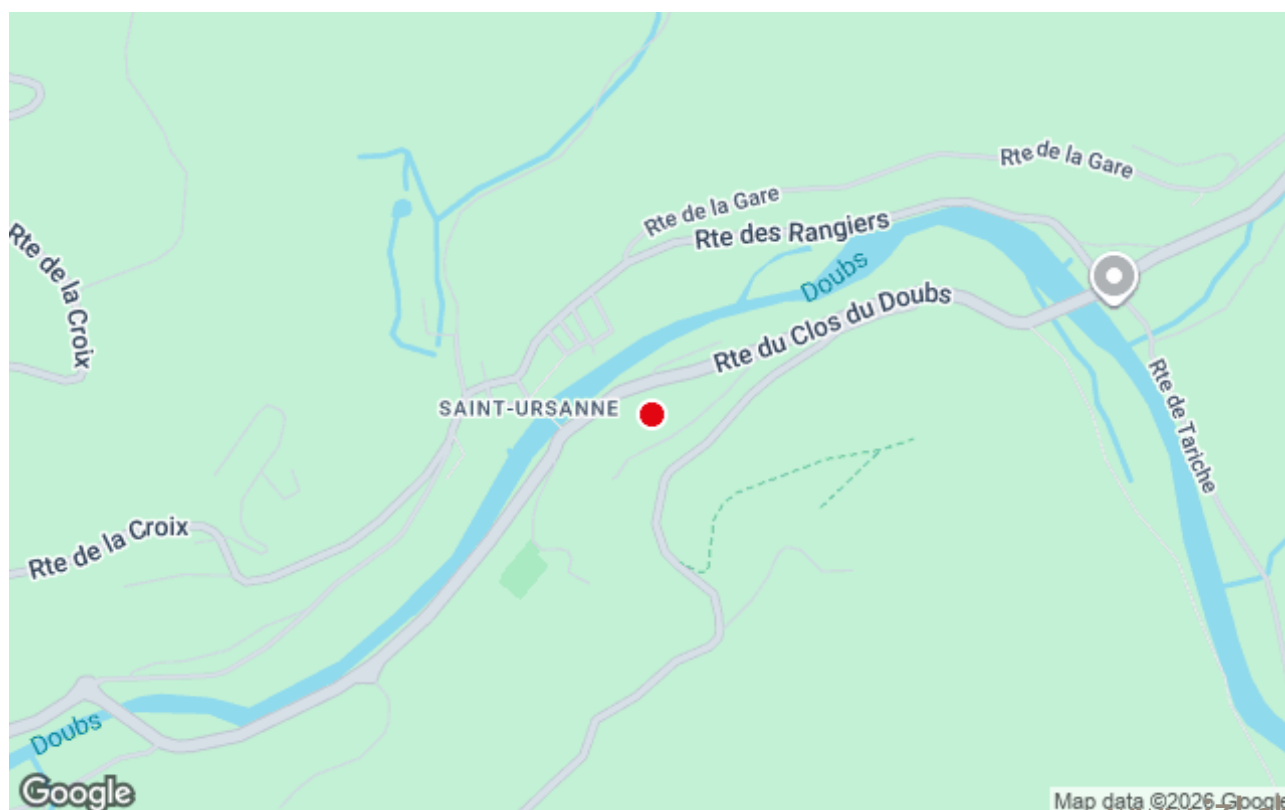 Rte de la Gare
Rte de la Gare
Rte des Rangiers
Rte de la Croix
Doubs
Rte du Clos du Doubs
Rte de Tariche
SAINT-URSANNE
Rte de la Croix
Doubs
Google
Map data ©2026 Google